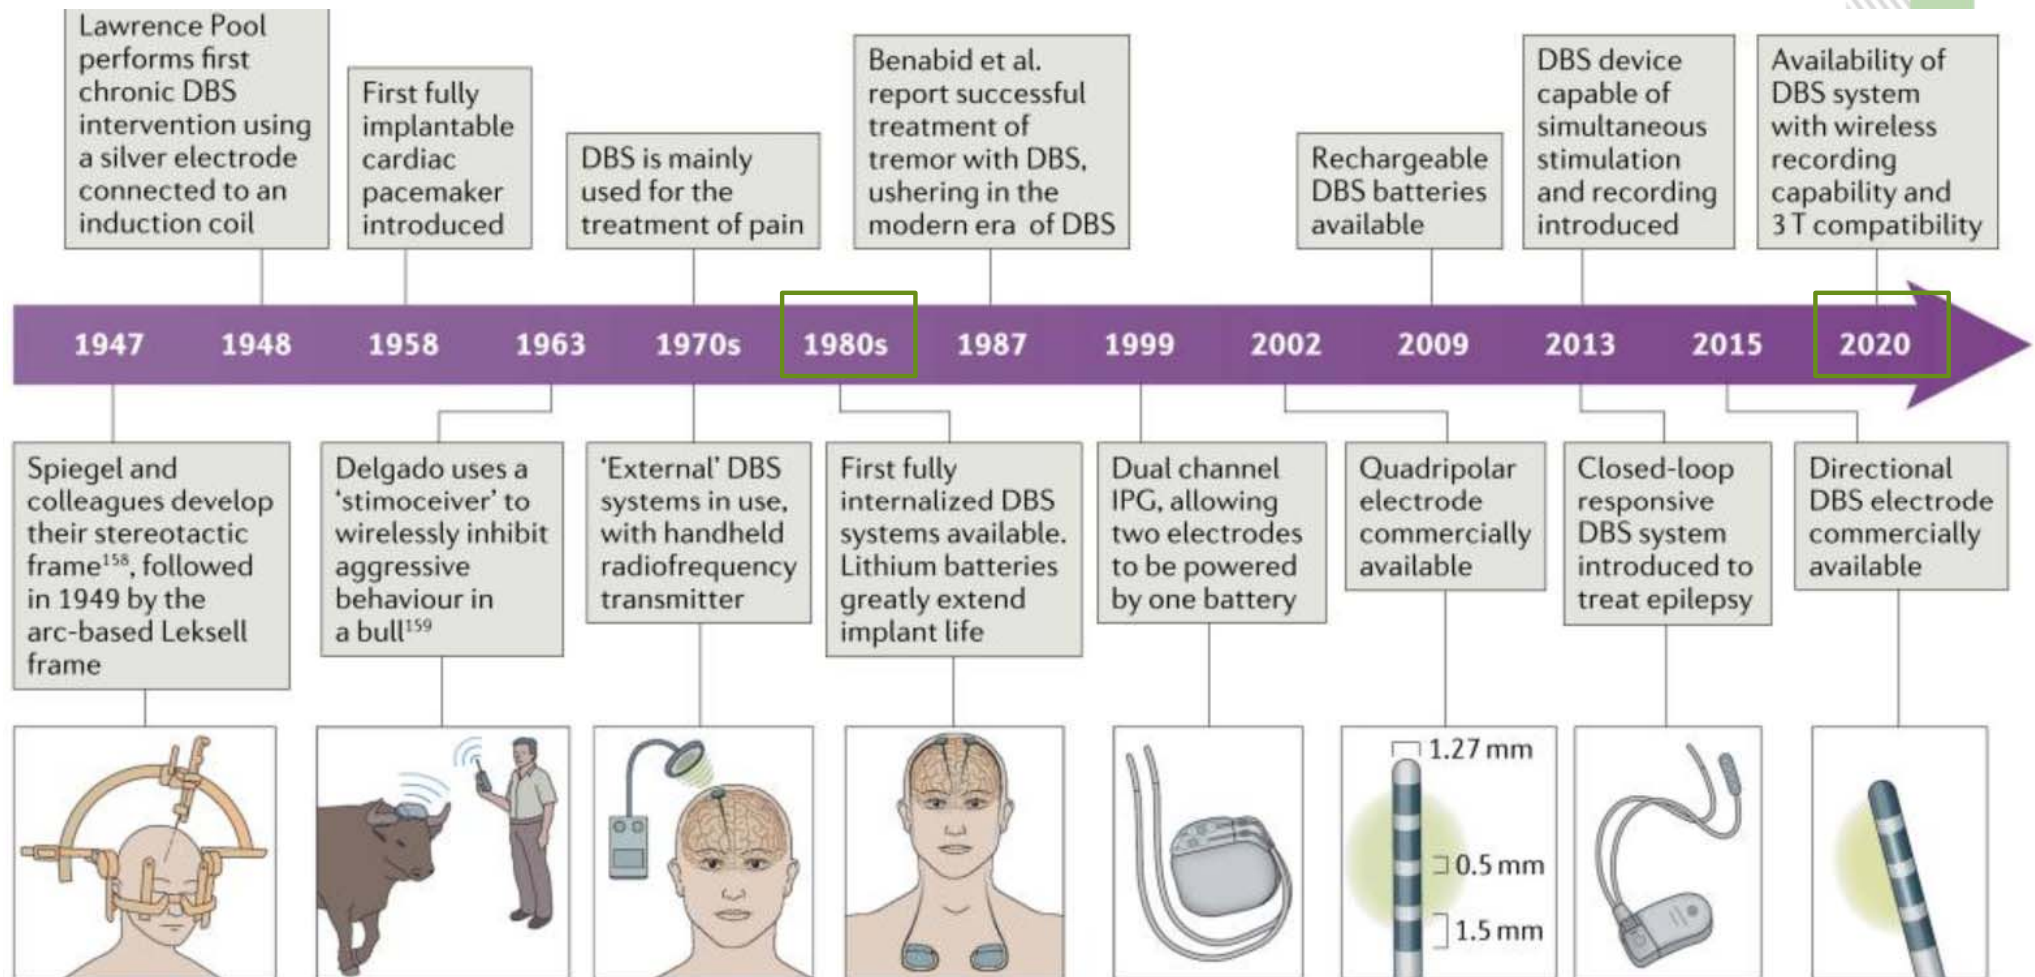 Lawrence Pool
performs first
chronic DBS
intervention using
a silver electrode
connected to an
induction coil
First fully
implantable
cardiac
pacemaker
introduced
DBS is mainly
used for the
treatment of pain
Benabid et al.
report successful
treatment of
tremor with DBS,
ushering in the
modern era of DBS
Rechargeable
DBS batteries
available
DBS device
capable of
simultaneous
stimulation
and recording
introduced
Availability of
DBS system
with wireless
recording
capability and
3 T compatibility
1947 1948 1958 1963 1970s 1980s 1987 1999 2002 2009 2013 2015 2020
Spiegel and
colleagues develop
their stereotactic
frame¹⁵⁸, followed
in 1949 by the
arc-based Leksell
frame
Delgado uses a
‘stimoceiver’ to
wirelessly inhibit
aggressive
behaviour in
a bull¹⁵⁹
‘External’ DBS
systems in use,
with handheld
radiofrequency
transmitter
First fully
internalized DBS
systems available.
Lithium batteries
greatly extend
implant life
Dual channel
IPG, allowing
two electrodes
to be powered
by one battery
Quadripolar
electrode
commercially
available
Closed-loop
responsive
DBS system
introduced to
treat epilepsy
Directional
DBS electrode
commercially
available
1.27 mm
0.5 mm
1.5 mm